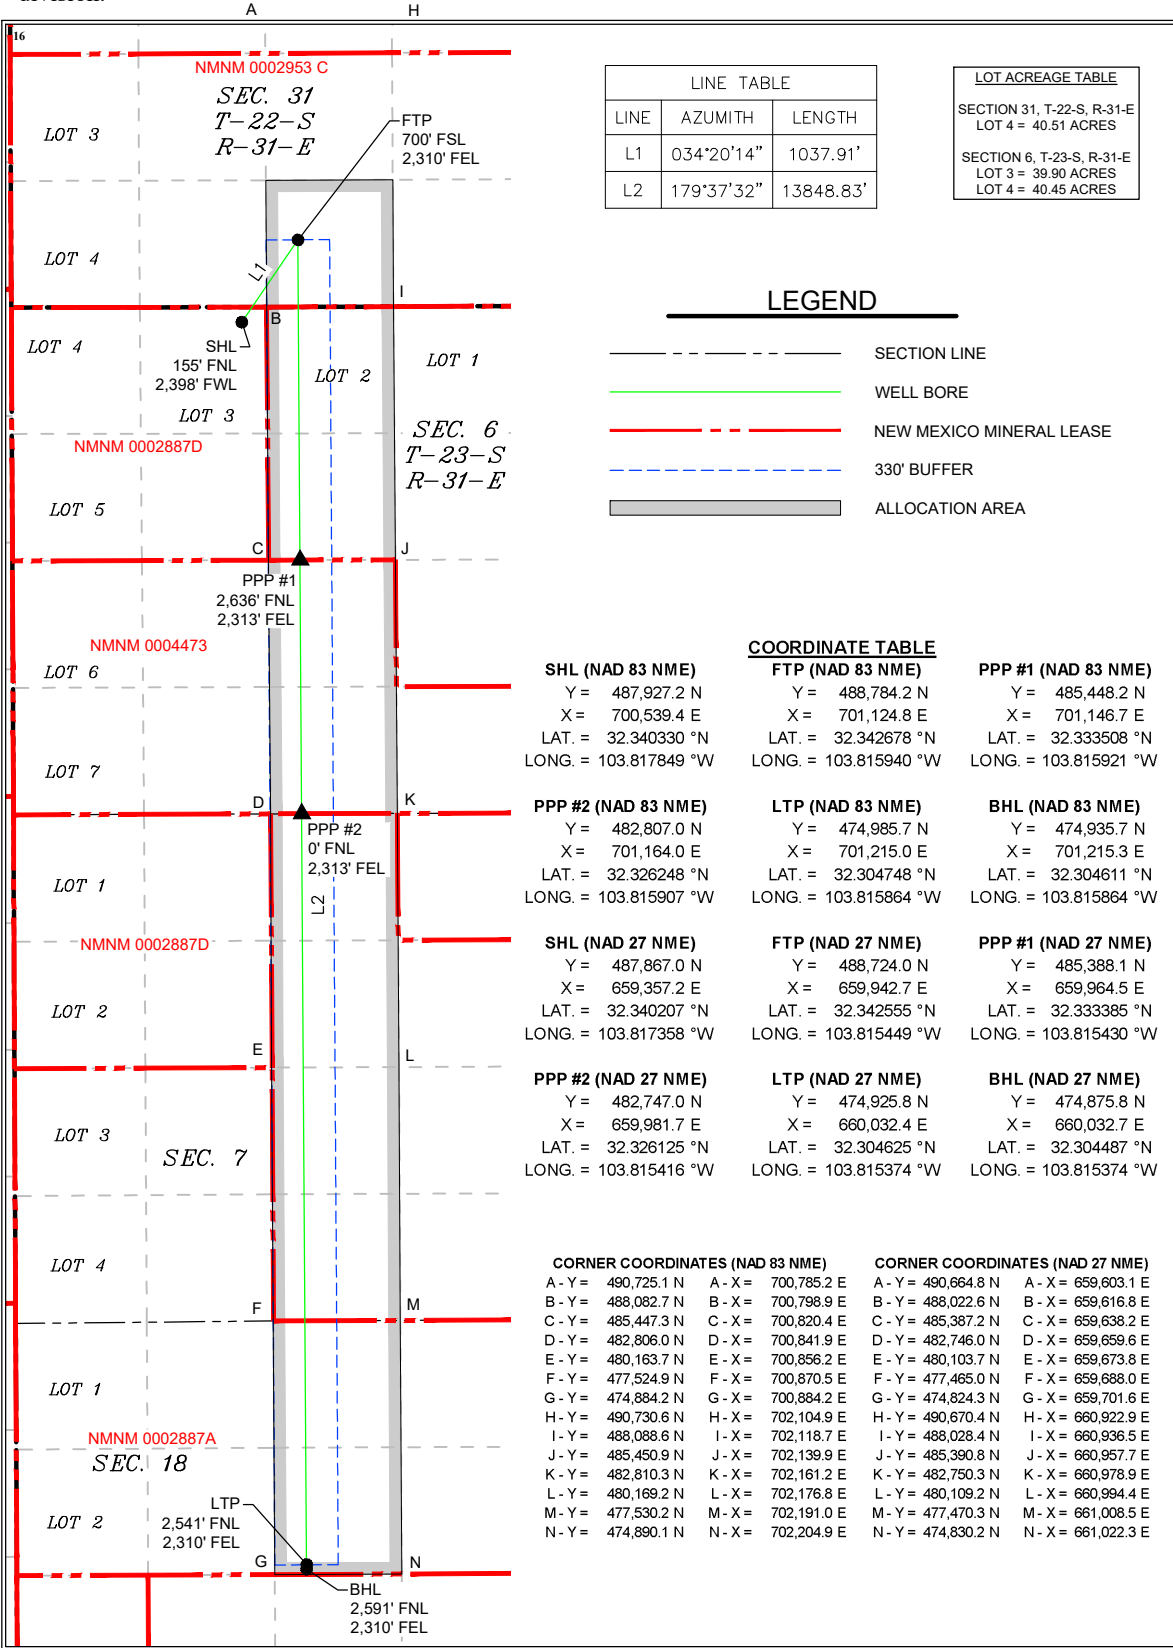 A
H
16
NMNM 0002953 C
SEC. 31
T-22-S
R-31-E
LOT 3
FTP
700' FSL
2,310' FEL
LOT 4
L1
I
B
LOT 4
SHL
155' FNL
2,398' FWL
LOT 3
LOT 2
LOT 1
NMNM 0002887D
SEC. 6
T-23-S
R-31-E
LOT 5
C
J
PPP #1
2,636' FNL
2,313' FEL
NMNM 0004473
LOT 6
LOT 7
D
K
PPP #2
0' FNL
2,313' FEL
LOT 1
L2
NMNM 0002887D
LOT 2
E
L
LOT 3
SEC. 7
LOT 4
F
M
LOT 1
NMNM 0002887A
SEC. 18
LTP
2,541' FNL
2,310' FEL
LOT 2
G
N
BHL
2,591' FNL
2,310' FEL
LINE TABLE
LINE AZUMITH LENGTH
L1 034°20'14" 1037.91'
L2 179°37'32" 13848.83'
LOT ACREAGE TABLE
SECTION 31, T-22-S, R-31-E
LOT 4 = 40.51 ACRES
SECTION 6, T-23-S, R-31-E
LOT 3 = 39.90 ACRES
LOT 4 = 40.45 ACRES
LEGEND
SECTION LINE
WELL BORE
NEW MEXICO MINERAL LEASE
330' BUFFER
ALLOCATION AREA
COORDINATE TABLE
SHL (NAD 83 NME) FTP (NAD 83 NME) PPP #1 (NAD 83 NME)
Y = 487,927.2 N Y = 488,784.2 N Y = 485,448.2 N
X = 700,539.4 E X = 701,124.8 E X = 701,146.7 E
LAT. = 32.340330 °N LAT. = 32.342678 °N LAT. = 32.333508 °N
LONG. = 103.817849 °W LONG. = 103.815940 °W LONG. = 103.815921 °W
PPP #2 (NAD 83 NME) LTP (NAD 83 NME) BHL (NAD 83 NME)
Y = 482,807.0 N Y = 474,985.7 N Y = 474,935.7 N
X = 701,164.0 E X = 701,215.0 E X = 701,215.3 E
LAT. = 32.326248 °N LAT. = 32.304748 °N LAT. = 32.304611 °N
LONG. = 103.815907 °W LONG. = 103.815864 °W LONG. = 103.815864 °W
SHL (NAD 27 NME) FTP (NAD 27 NME) PPP #1 (NAD 27 NME)
Y = 487,867.0 N Y = 488,724.0 N Y = 485,388.1 N
X = 659,357.2 E X = 659,942.7 E X = 659,964.5 E
LAT. = 32.340207 °N LAT. = 32.342555 °N LAT. = 32.333385 °N
LONG. = 103.817358 °W LONG. = 103.815449 °W LONG. = 103.815430 °W
PPP #2 (NAD 27 NME) LTP (NAD 27 NME) BHL (NAD 27 NME)
Y = 482,747.0 N Y = 474,925.8 N Y = 474,875.8 N
X = 659,981.7 E X = 660,032.4 E X = 660,032.7 E
LAT. = 32.326125 °N LAT. = 32.304625 °N LAT. = 32.304487 °N
LONG. = 103.815416 °W LONG. = 103.815374 °W LONG. = 103.815374 °W
CORNER COORDINATES (NAD 83 NME) CORNER COORDINATES (NAD 27 NME)
A - Y = 490,725.1 N A - X = 700,785.2 E A - Y = 490,664.8 N A - X = 659,603.1 E
B - Y = 488,082.7 N B - X = 700,798.9 E B - Y = 488,022.6 N B - X = 659,616.8 E
C - Y = 485,447.3 N C - X = 700,820.4 E C - Y = 485,387.2 N C - X = 659,638.2 E
D - Y = 482,806.0 N D - X = 700,841.9 E D - Y = 482,746.0 N D - X = 659,659.6 E
E - Y = 480,163.7 N E - X = 700,856.2 E E - Y = 480,103.7 N E - X = 659,673.8 E
F - Y = 477,524.9 N F - X = 700,870.5 E F - Y = 477,465.0 N F - X = 659,688.0 E
G - Y = 474,884.2 N G - X = 700,884.2 E G - Y = 474,824.3 N G - X = 659,701.6 E
H - Y = 490,730.6 N H - X = 702,104.9 E H - Y = 490,670.4 N H - X = 660,922.9 E
I - Y = 488,088.6 N I - X = 702,118.7 E I - Y = 488,028.4 N I - X = 660,936.5 E
J - Y = 485,450.9 N J - X = 702,139.9 E J - Y = 485,390.8 N J - X = 660,957.7 E
K - Y = 482,810.3 N K - X = 702,161.2 E K - Y = 482,750.3 N K - X = 660,978.9 E
L - Y = 480,169.2 N L - X = 702,176.8 E L - Y = 480,109.2 N L - X = 660,994.4 E
M - Y = 477,530.2 N M - X = 702,191.0 E M - Y = 477,470.3 N M - X = 661,008.5 E
N - Y = 474,890.1 N N - X = 702,204.9 E N - Y = 474,830.2 N N - X = 661,022.3 E